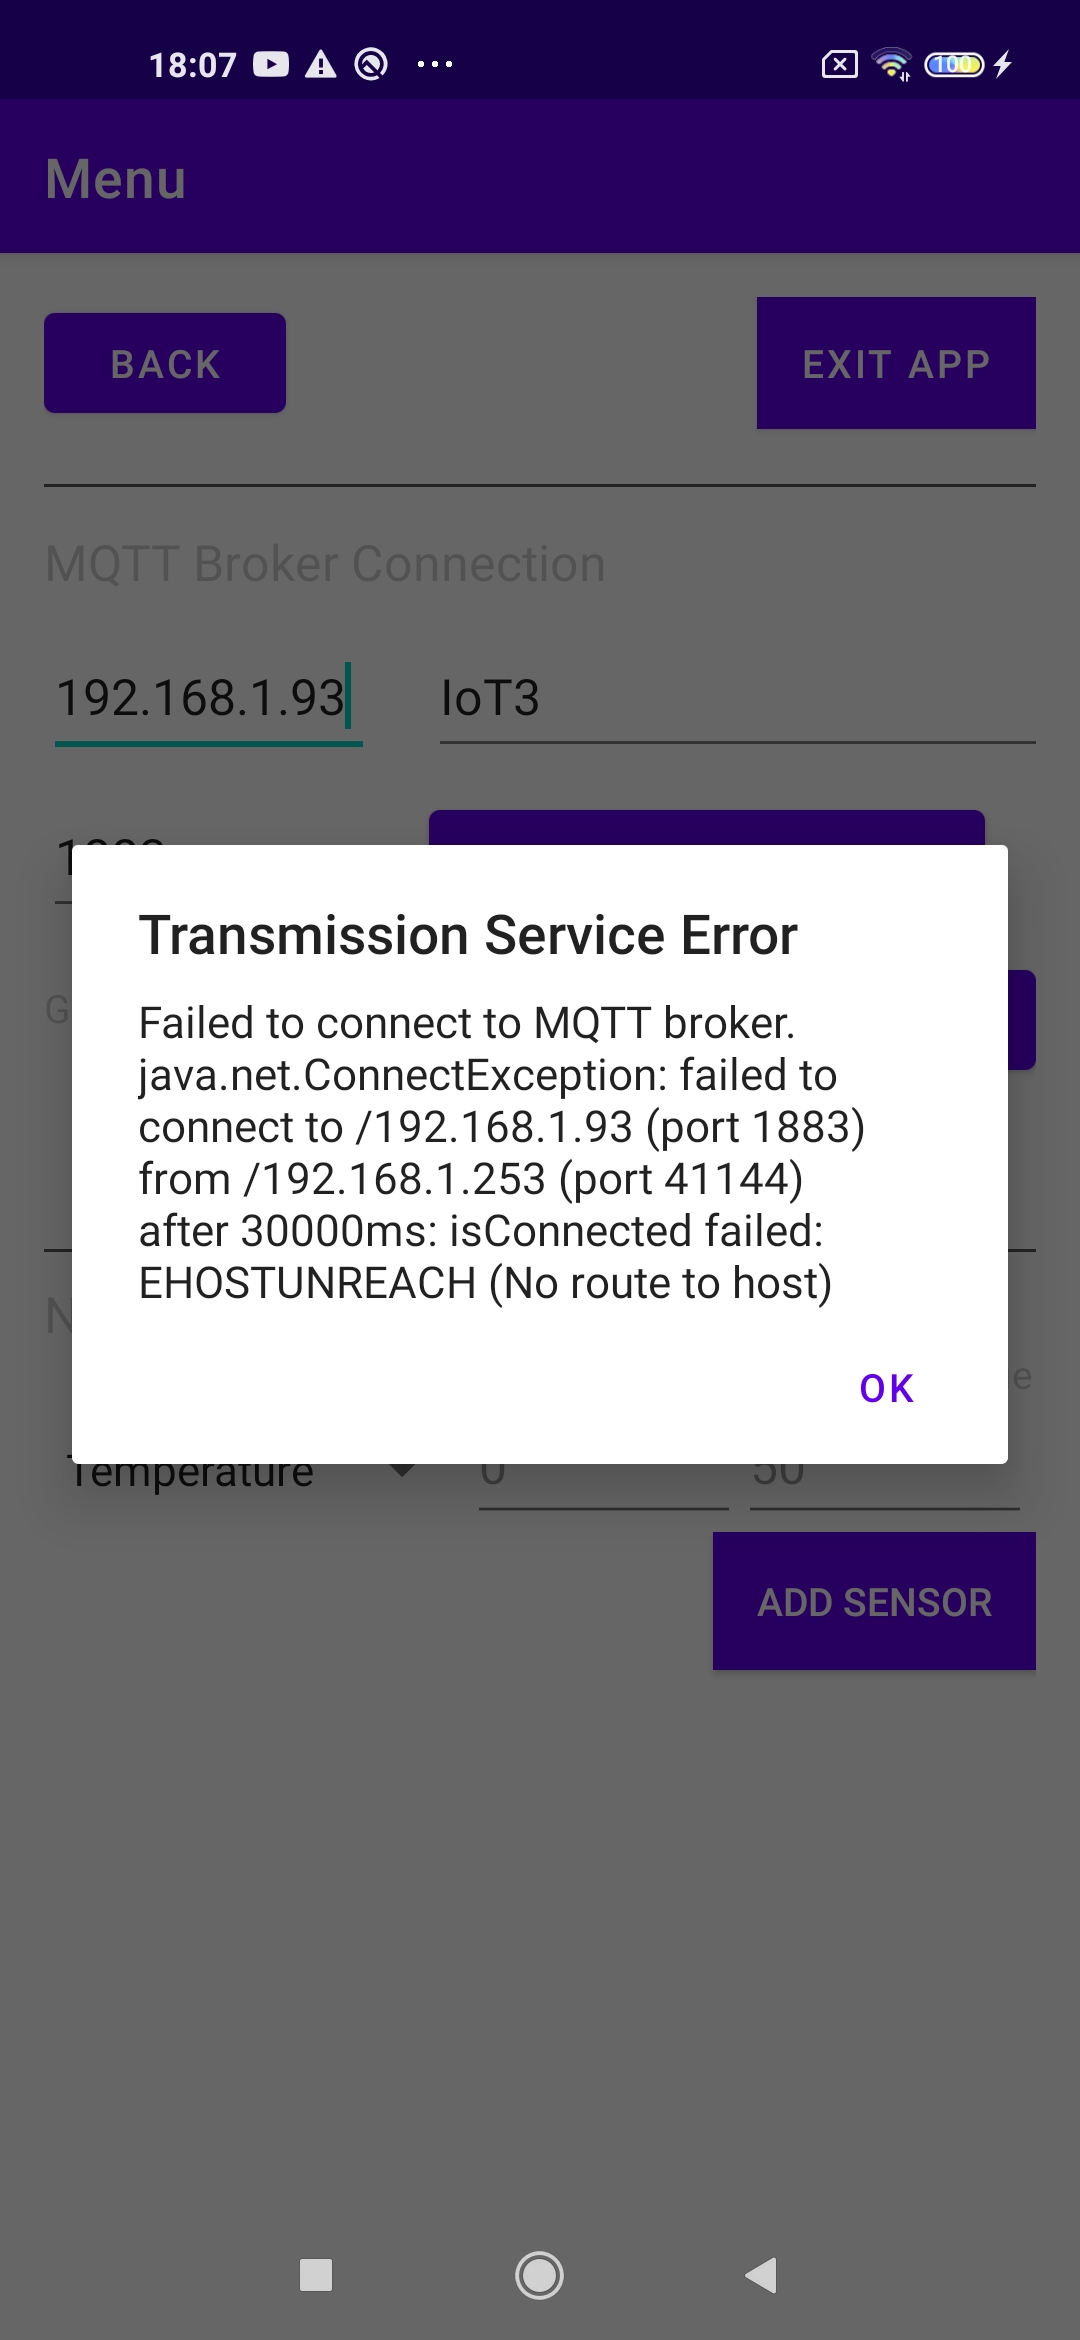 18:07
100
Menu
BACK
EXIT APP
MQTT Broker Connection
192.168.1.93
IoT3
Transmission Service Error
Failed to connect to MQTT broker.
java.net.ConnectException: failed to
connect to /192.168.1.93 (port 1883)
from /192.168.1.253 (port 41144)
after 30000ms: isConnected failed:
EHOSTUNREACH (No route to host)
OK
G
N
e
Temperature
0
50
ADD SENSOR